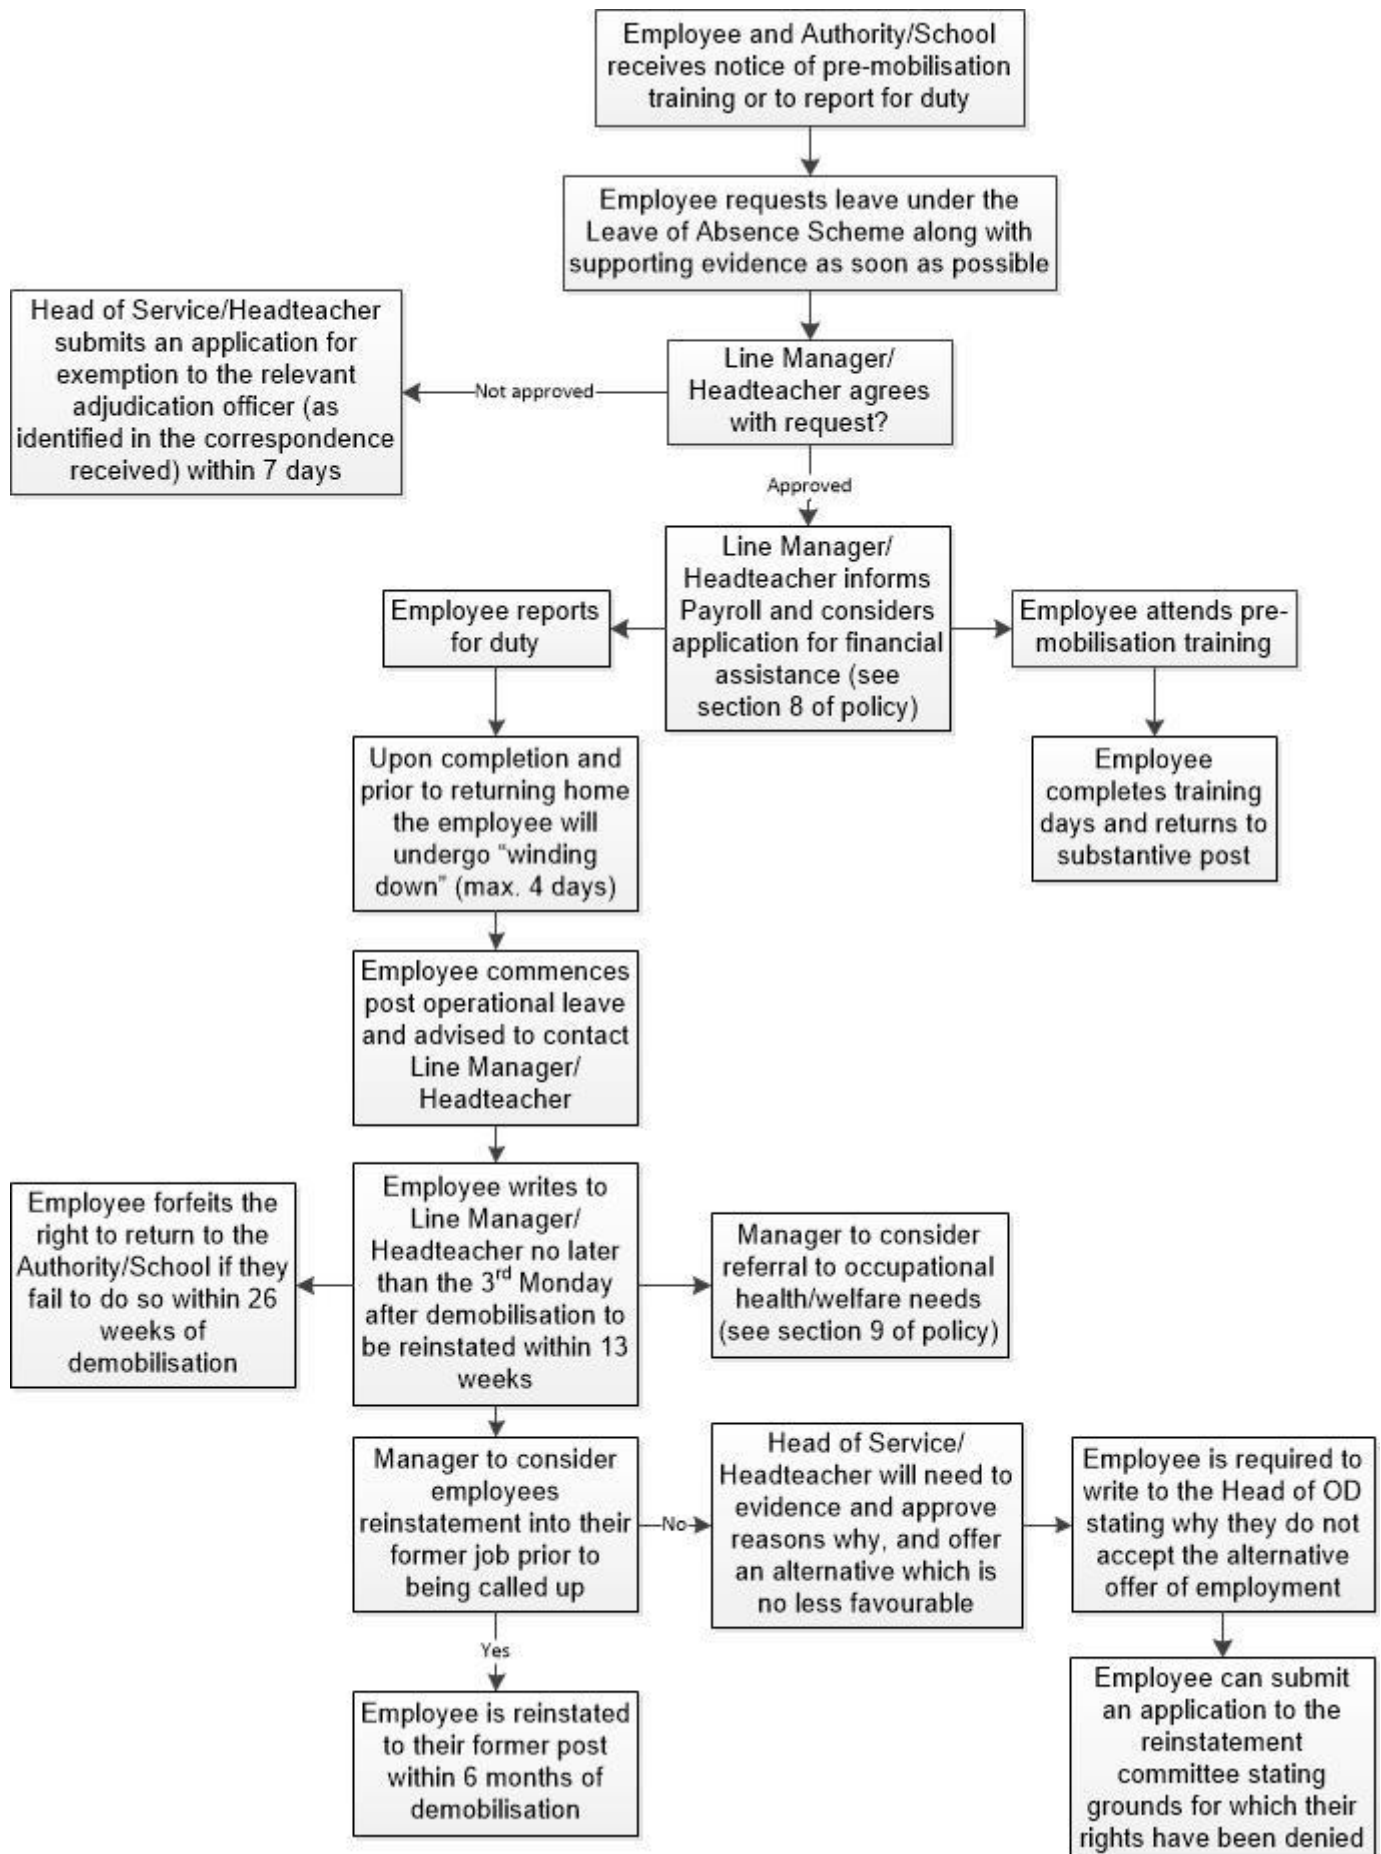 Employee and Authority/School
receives notice of pre-mobilisation
training or to report for duty
Employee requests leave under the
Leave of Absence Scheme along with
supporting evidence as soon as possible
Head of Service/Headteacher
submits an application for
exemption to the relevant
adjudication officer (as
identified in the correspondence
received) within 7 days
Not approved
Line Manager/
Headteacher agrees
with request?
Approved
Line Manager/
Headteacher informs
Payroll and considers
application for financial
assistance (see
section 8 of policy)
Employee reports
for duty
Employee attends pre-
mobilisation training
Upon completion and
prior to returning home
the employee will
undergo “winding
down” (max. 4 days)
Employee
completes training
days and returns to
substantive post
Employee commences
post operational leave
and advised to contact
Line Manager/
Headteacher
Employee forfeits the
right to return to the
Authority/School if they
fail to do so within 26
weeks of
demobilisation
Employee writes to
Line Manager/
Headteacher no later
than the 3rd Monday
after demobilisation to
be reinstated within 13
weeks
Manager to consider
referral to occupational
health/welfare needs
(see section 9 of policy)
Manager to consider
employees
reinstatement into their
former job prior to
being called up
No
Head of Service/
Headteacher will need to
evidence and approve
reasons why, and offer
an alternative which is
no less favourable
Employee is required to
write to the Head of OD
stating why they do not
accept the alternative
offer of employment
Yes
Employee is reinstated
to their former post
within 6 months of
demobilisation
Employee can submit
an application to the
reinstatement
committee stating
grounds for which their
rights have been denied